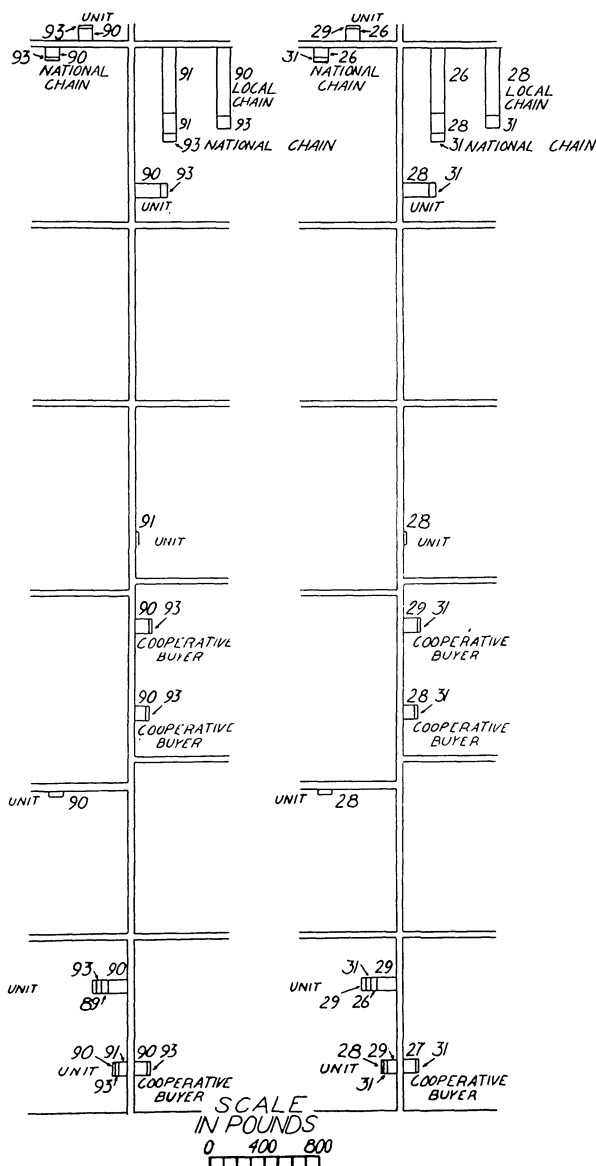 UNIT
93 90
93 90
NATIONAL
CHAIN
91
90
LOCAL
CHAIN
91
93
93 NATIONAL CHAIN
90 93
UNIT
91
UNIT
90 93
COOPERATIVE
BUYER
90 93
COOPERATIVE
BUYER
UNIT 90
93 90
UNIT
89
90 91
UNIT
93
90 93
COOPERATIVE
BUYER
UNIT
29 26
31 26
NATIONAL
CHAIN
26
28
LOCAL
CHAIN
28
31
31 NATIONAL CHAIN
28 31
UNIT
28
UNIT
29 31
COOPERATIVE
BUYER
28 31
COOPERATIVE
BUYER
UNIT 28
31 29
UNIT
29 26
28 29
UNIT
31
27 31
COOPERATIVE
BUYER
SCALE
IN POUNDS
0 400 800